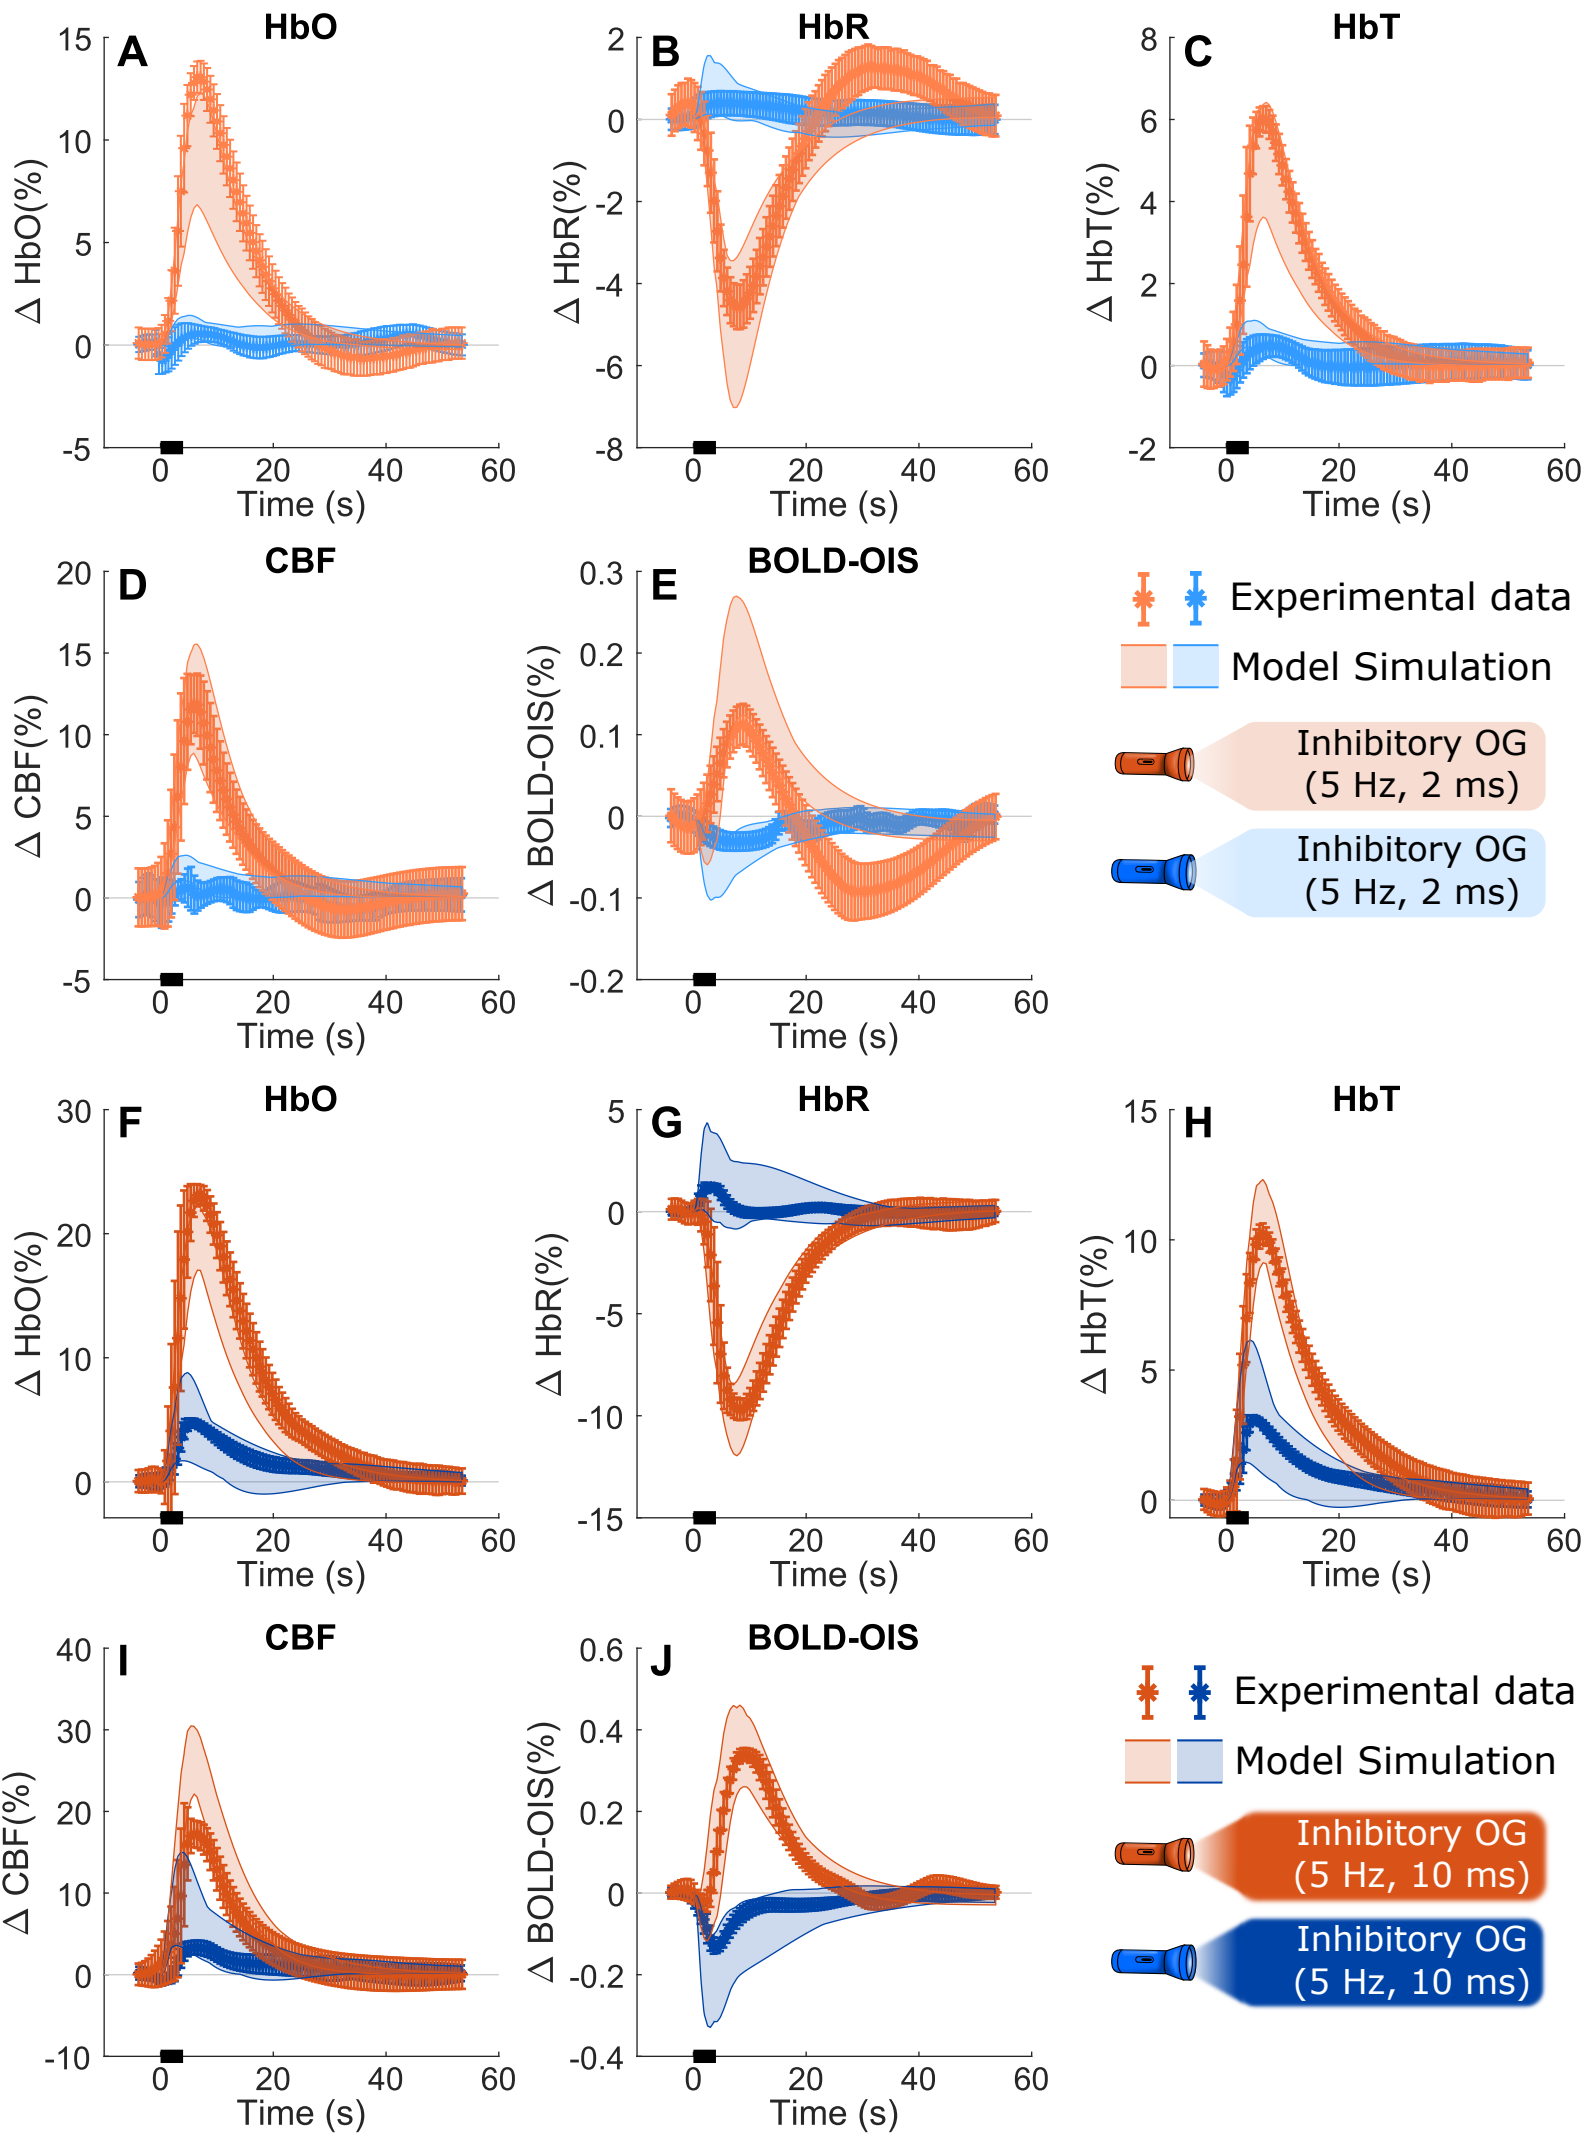 A HbO
15
10
5
0
-5
Δ HbO(%)
0 20 40 60
Time (s)
B HbR
2
0
-2
-4
-6
-8
Δ HbR(%)
0 20 40 60
Time (s)
C HbT
8
6
4
2
0
-2
Δ HbT(%)
0 20 40 60
Time (s)
D CBF
20
15
10
5
0
-5
Δ CBF(%)
0 20 40 60
Time (s)
E BOLD-OIS
0.3
0.2
0.1
0
-0.1
-0.2
Δ BOLD-OIS(%)
0 20 40 60
Time (s)
Experimental data
Model Simulation
Inhibitory OG
(5 Hz, 2 ms)
Inhibitory OG
(5 Hz, 2 ms)
F HbO
30
20
10
0
Δ HbO(%)
0 20 40 60
Time (s)
G HbR
5
0
-5
-10
-15
Δ HbR(%)
0 20 40 60
Time (s)
H HbT
15
10
5
0
Δ HbT(%)
0 20 40 60
Time (s)
I CBF
40
30
20
10
0
-10
Δ CBF(%)
0 20 40 60
Time (s)
J BOLD-OIS
0.6
0.4
0.2
0
-0.2
-0.4
Δ BOLD-OIS(%)
0 20 40 60
Time (s)
Experimental data
Model Simulation
Inhibitory OG
(5 Hz, 10 ms)
Inhibitory OG
(5 Hz, 10 ms)